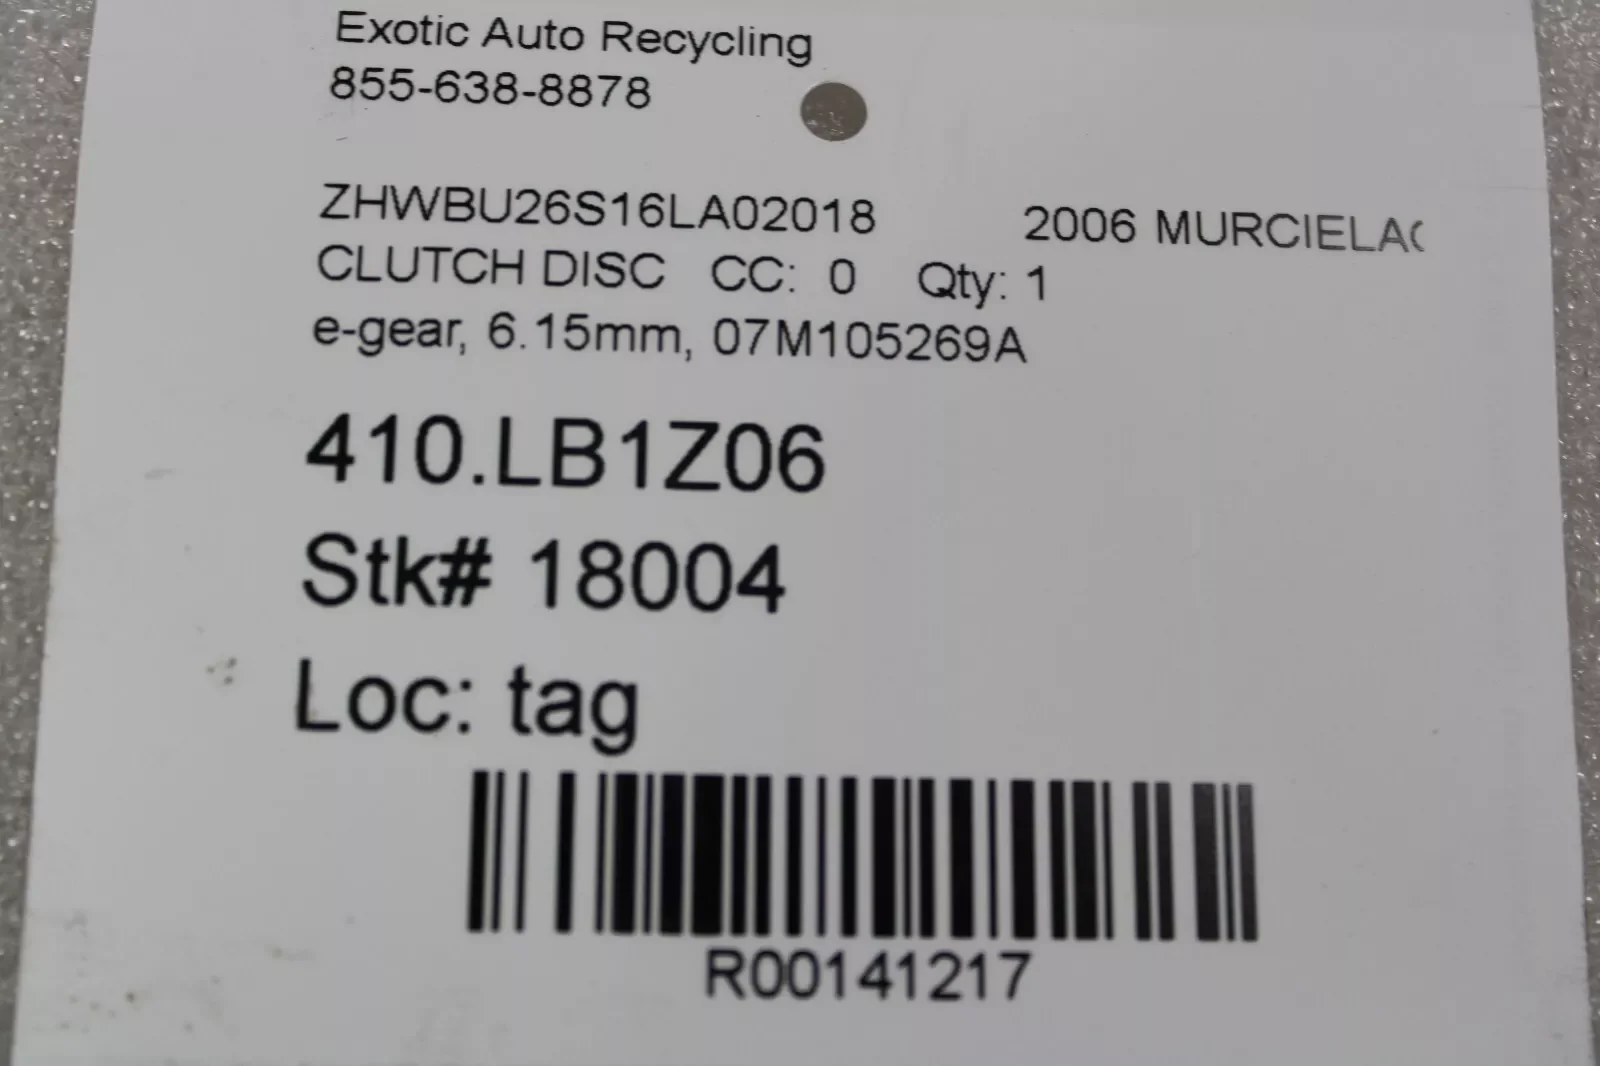 Exotic Auto Recycling
855-638-8878
ZHWBU26S16LA02018 2006 MURCIELA
CLUTCH DISC CC: 0 Qty: 1
e-gear, 6.15mm, 07M105269A
410.LB1Z06
Stk# 18004
Loc: tag
R00141217